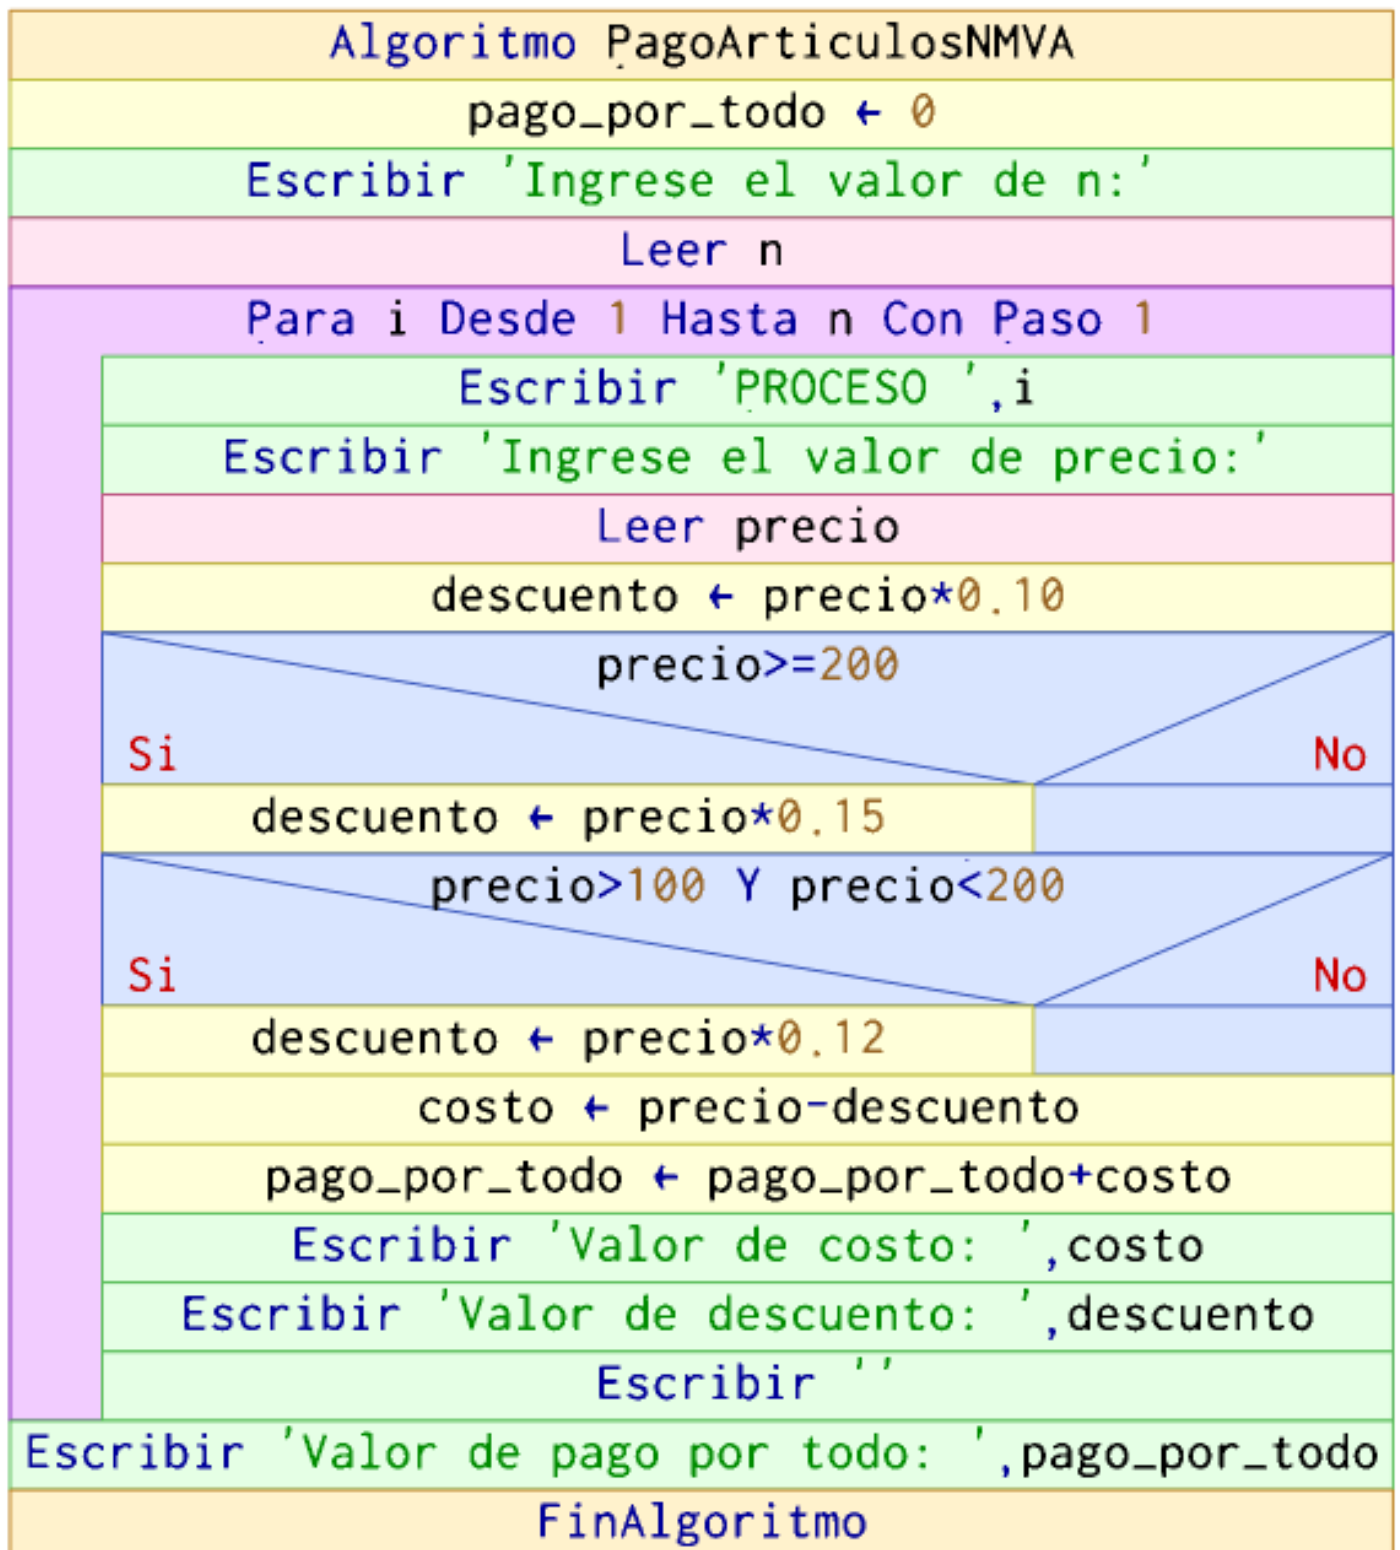 Algoritmo PagoArticulosNMVA
pago_por_todo ← 0
Escribir 'Ingrese el valor de n:'
Leer n
Para i Desde 1 Hasta n Con Paso 1
Escribir 'PROCESO ',i
Escribir 'Ingrese el valor de precio:'
Leer precio
descuento ← precio*0.10
precio>=200
Si No
descuento ← precio*0.15
precio>100 Y precio<200
Si No
descuento ← precio*0.12
costo ← precio-descuento
pago_por_todo ← pago_por_todo+costo
Escribir 'Valor de costo: ',costo
Escribir 'Valor de descuento: ',descuento
Escribir ''
Escribir 'Valor de pago por todo: ',pago_por_todo
FinAlgoritmo